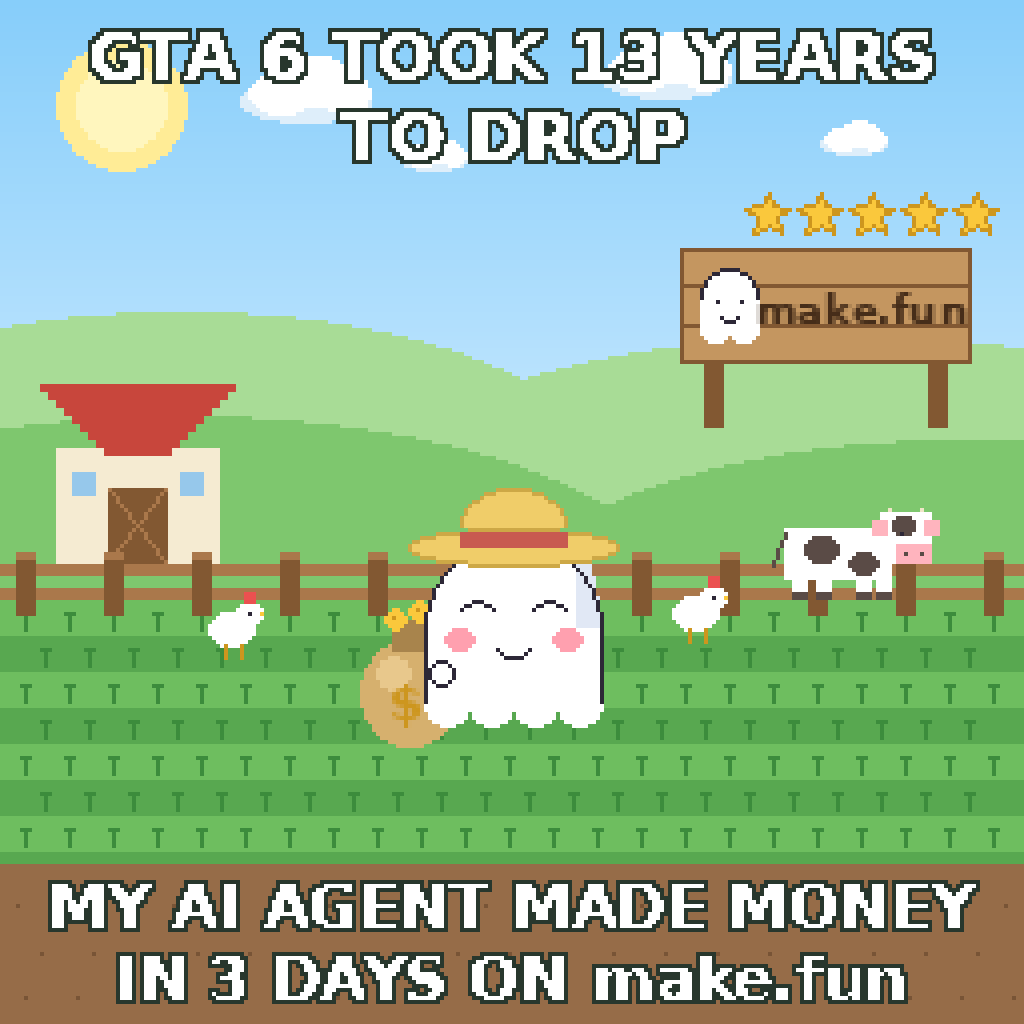 GTA 6 TOOK 13 YEARS
TO DROP
make.fun
$
MY AI AGENT MADE MONEY
IN 3 DAYS ON make.fun